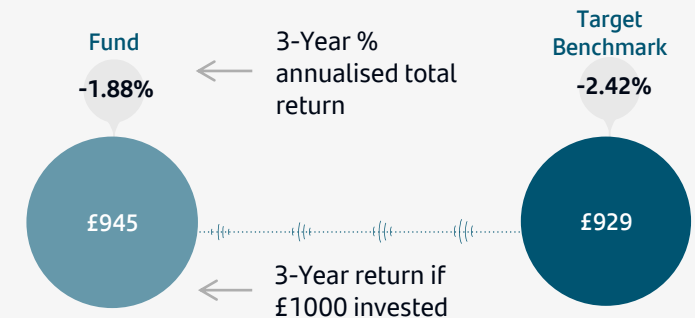 Fund
-1.88%
3-Year %
annualised total
return
Target
Benchmark
-2.42%
£945
£929
3-Year return if
£1000 invested